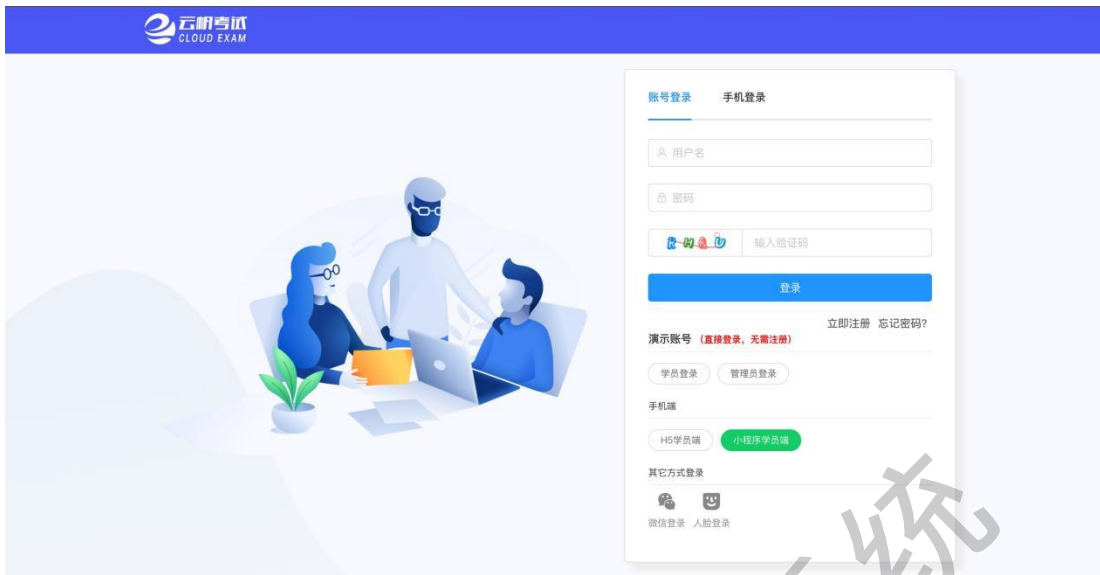 云帆考试
CLOUD EXAM
账号登录 手机登录
用户名
密码
输入验证码
登录
立即注册 忘记密码?
演示账号 (直接登录,无需注册)
学员登录 管理员登录
手机端
H5学员端 小程序学员端
其它方式登录
微信登录 人脸登录
统